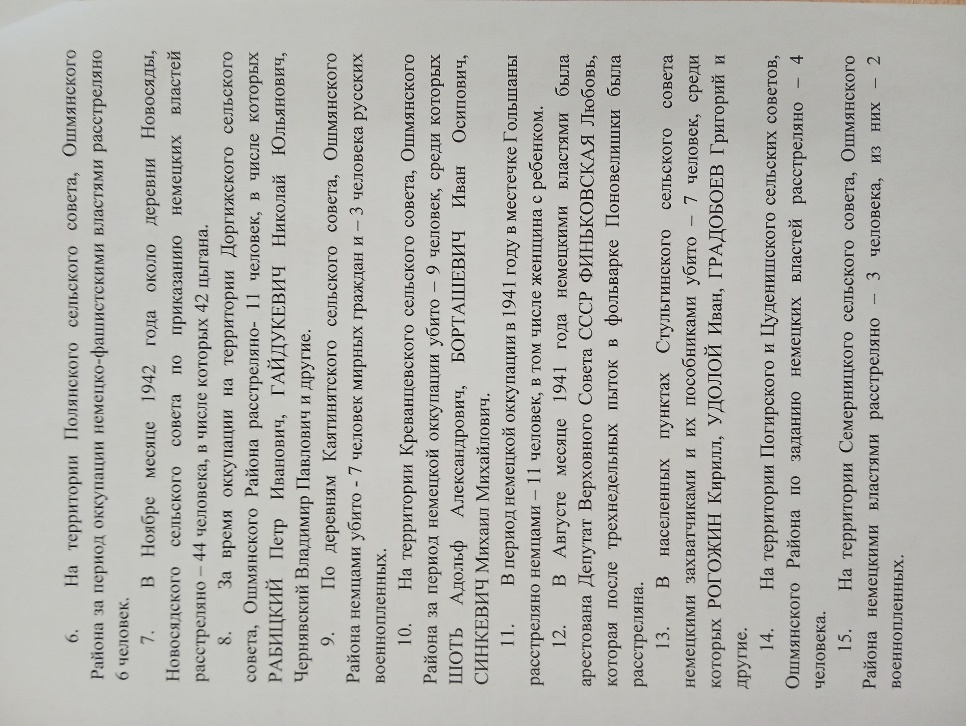 6. На территории Полянского сельского совета, Ошмянского
Района за период оккупации немецко-фашистскими властями расстреляно
6 человек.
7. В Ноябре месяце 1942 года около деревни Новосяды,
Новосядского сельского совета по приказанию немецких властей
расстреляно – 44 человека, в числе которых 42 цыгана.
8. За время оккупации на территории Доргижского сельского
совета, Ошмянского Района расстреляно- 11 человек, в числе которых
РАБИЦКИЙ Петр Иванович, ГАЙДУКЕВИЧ Николай Юльянович,
Чернявский Владимир Павлович и другие.
9. По деревням Каятинятского сельского совета, Ошмянского
Района немцами убито - 7 человек мирных граждан и – 3 человека русских
военнопленных.
10. На территории Креванцевского сельского совета, Ошмянского
Района за период немецкой оккупации убито – 9 человек, среди которых
ШОТЬ Адольф Александрович, БОРТАШЕВИЧ Иван Осипович,
СИНКЕВИЧ Михаил Михайлович.
11. В период немецкой оккупации в 1941 году в местечке Гольшаны
расстреляно немцами – 11 человек, в том числе женщина с ребенком.
12. В Августе месяце 1941 года немецкими властями была
арестована Депутат Верховного Совета СССР ФИНЬКОВСКАЯ Любовь,
которая после трехнедельных пыток в фольварке Поновелишки была
расстреляна.
13. В населенных пунктах Стульгинского сельского совета
немецкими захватчиками и их пособниками убито – 7 человек, среди
которых РОГОЖИН Кирилл, УДОЛОЙ Иван, ГРАДОБОЕВ Григорий и
другие.
14. На территории Погирского и Цуденишского сельских советов,
Ошмянского Района по заданию немецких властей расстреляно – 4
человека.
15. На территории Семерницкого сельского совета, Ошмянского
Района немецкими властями расстреляно – 3 человека, из них – 2
военнопленных.